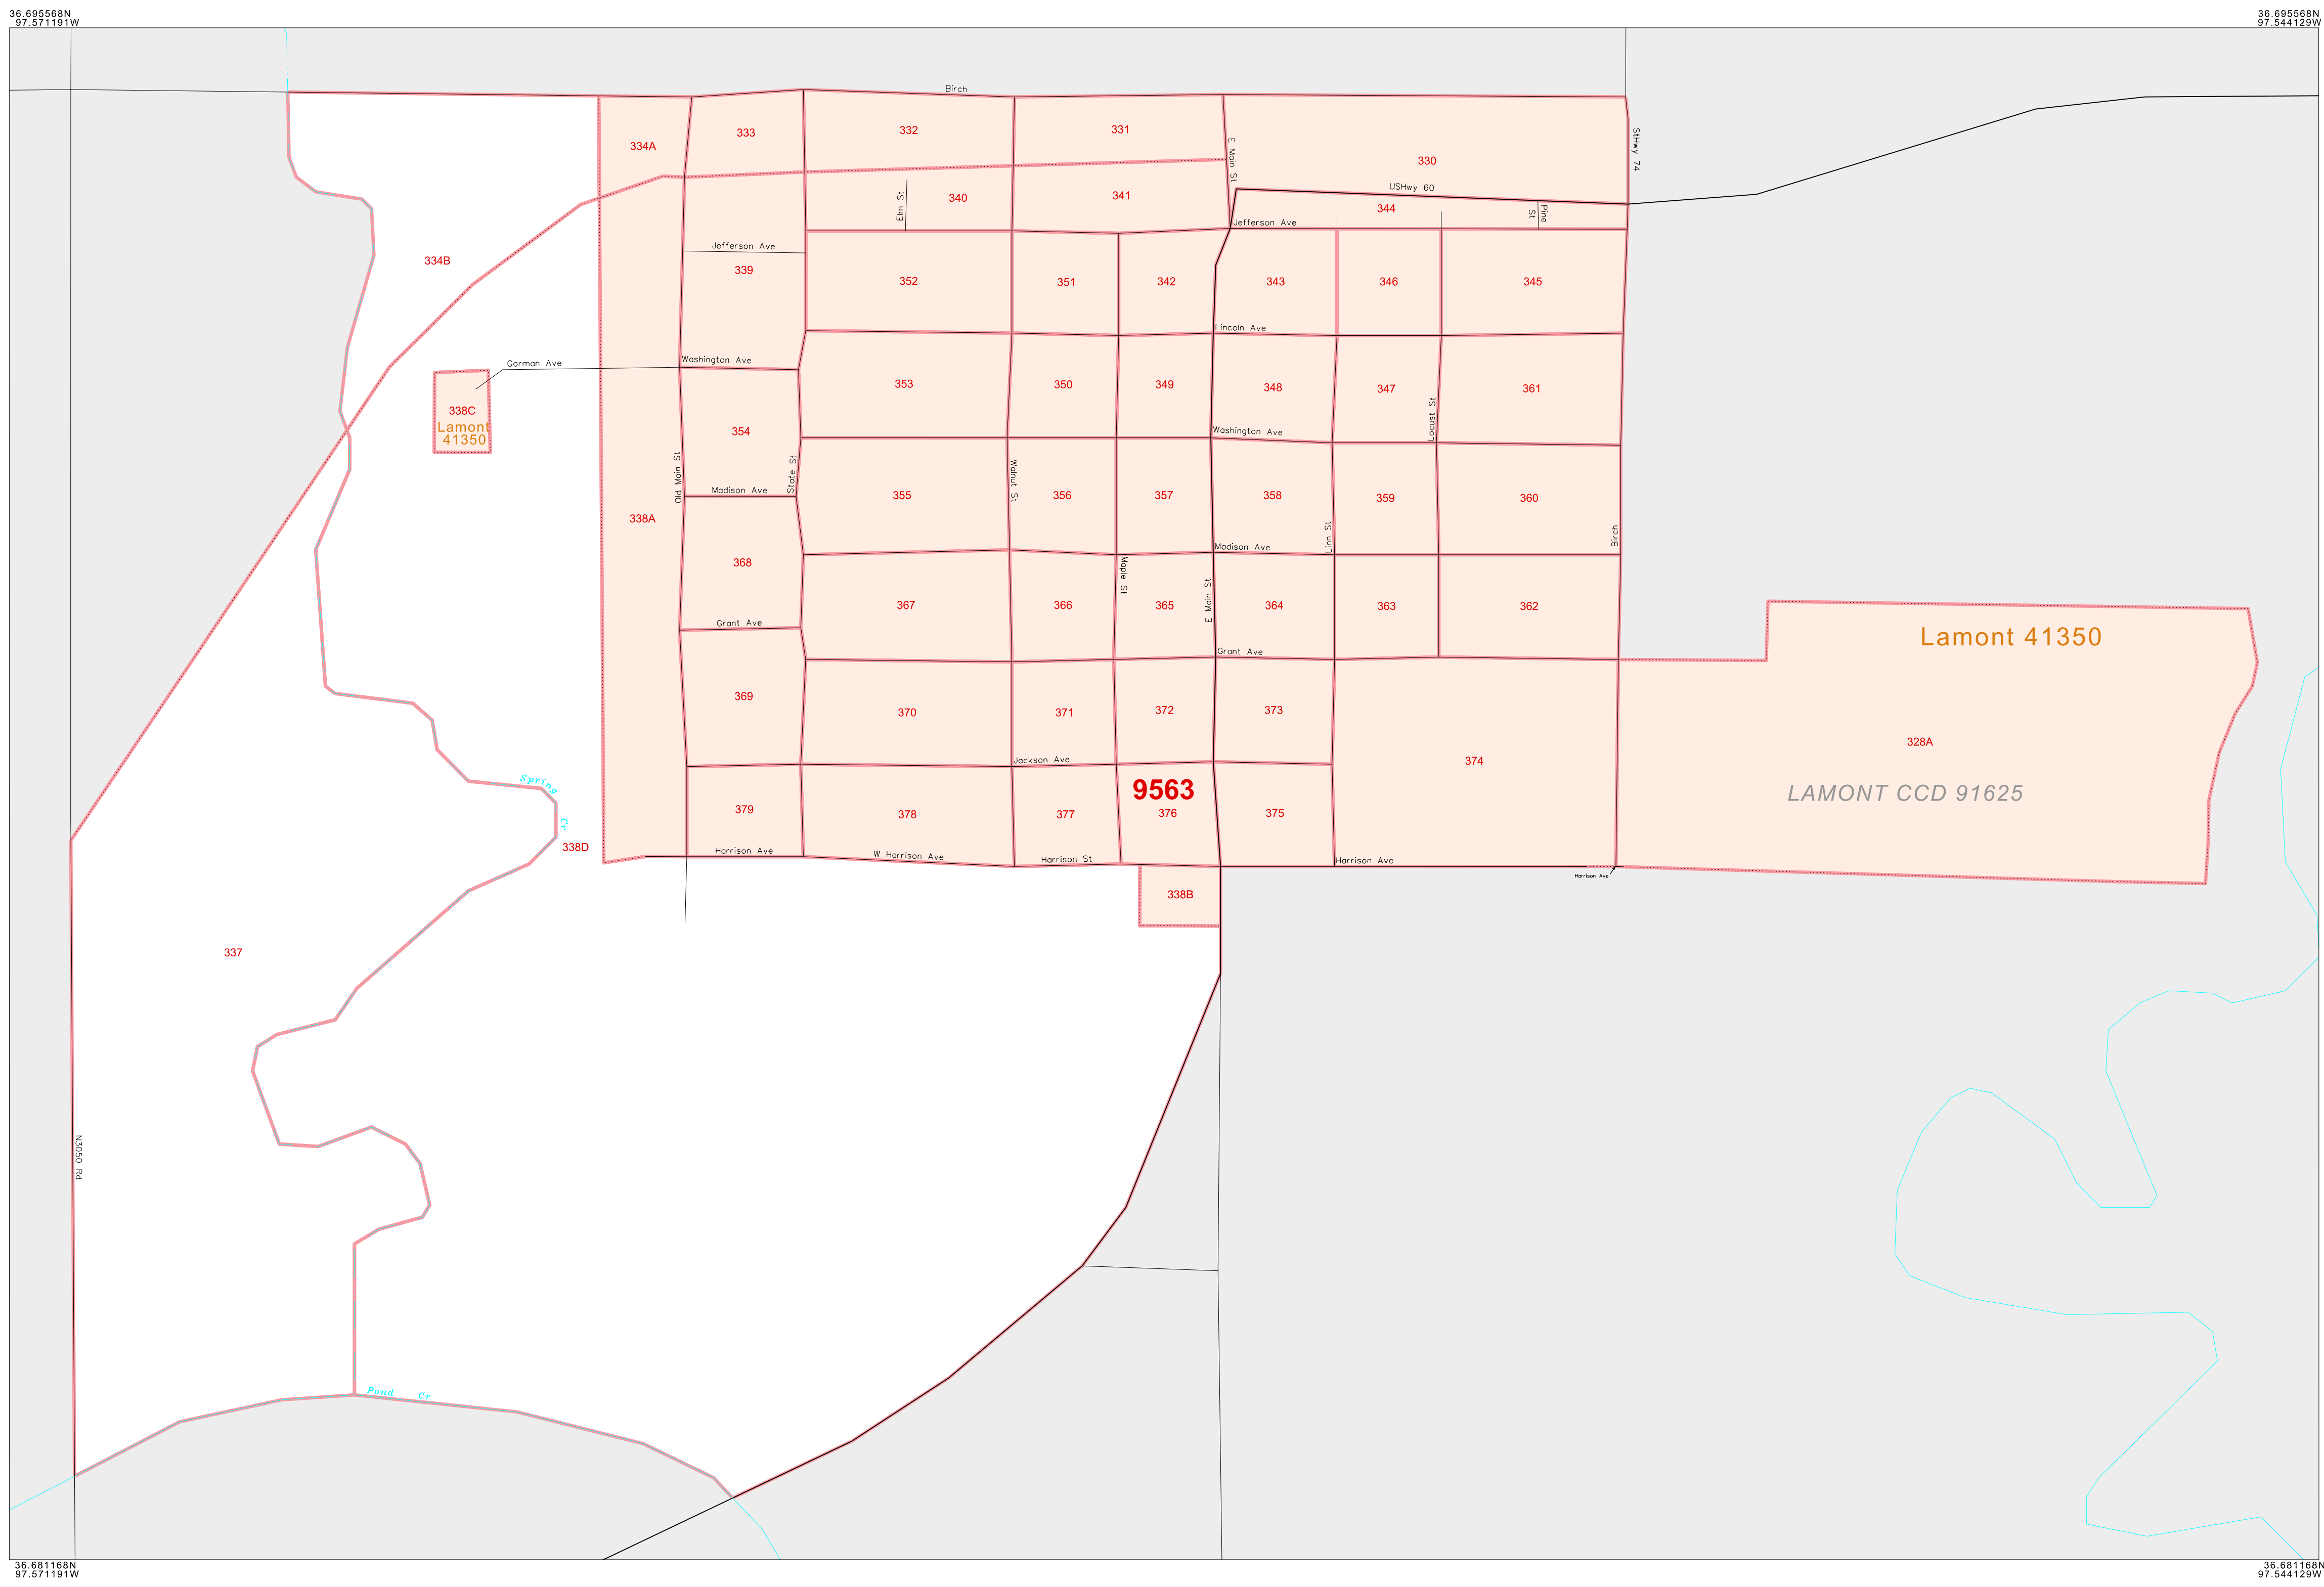 36.695568N
97.571191W
36.695568N
97.544129W
Birch
334A
333
332
331
E Main St
330
StHwy 74
USHwy 60
Elm St
340
341
344
Pine
St
Jefferson Ave
Jefferson Ave
334B
339
352
351
342
343
346
345
Lincoln Ave
Gorman Ave
Washington Ave
353
350
349
348
347
361
Locust St
338C
Lamont
41350
354
Washington Ave
Old Main St
State St
Madison Ave
Walnut St
355
356
357
358
359
360
338A
Linn St
Birch
Madison Ave
368
Maple St
E Main St
367
366
365
364
363
362
Grant Ave
Grant Ave
Lamont 41350
369
370
371
372
373
374
328A
Jackson Ave
Spring
Cr
9563
LAMONT CCD 91625
379
378
377
376
375
338D
Harrison Ave
W Harrison Ave
Harrison St
Harrison Ave
Harrison Ave
338B
337
N3050 Rd
Pond Cr
36.681168N
97.571191W
36.681168N
97.544129W